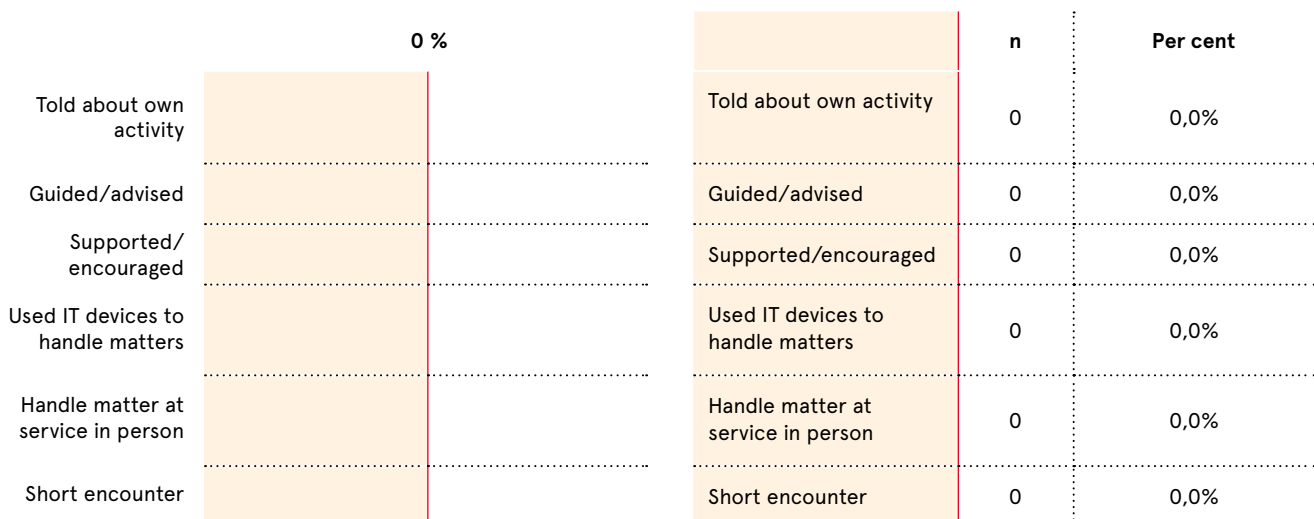 0 %
Told about own
activity
Guided/advised
Supported/
encouraged
Used IT devices to
handle matters
Handle matter at
service in person
Short encounter
n Per cent
Told about own activity 0 0,0%
Guided/advised 0 0,0%
Supported/encouraged 0 0,0%
Used IT devices to
handle matters 0 0,0%
Handle matter at
service in person 0 0,0%
Short encounter 0 0,0%